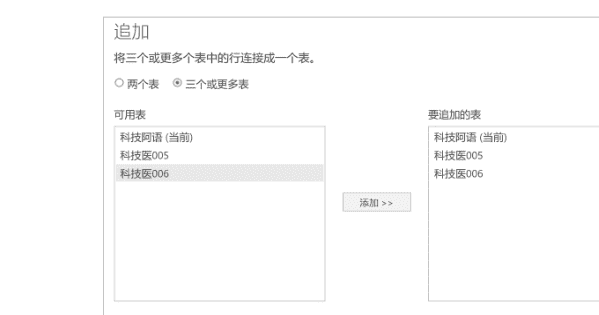 追加
将三个或更多个表中的行连接成一个表。
两个表 三个或更多表
可用表
科技阿语 (当前)
科技医005
科技医006
添加 >>
要追加的表
科技阿语 (当前)
科技医005
科技医006